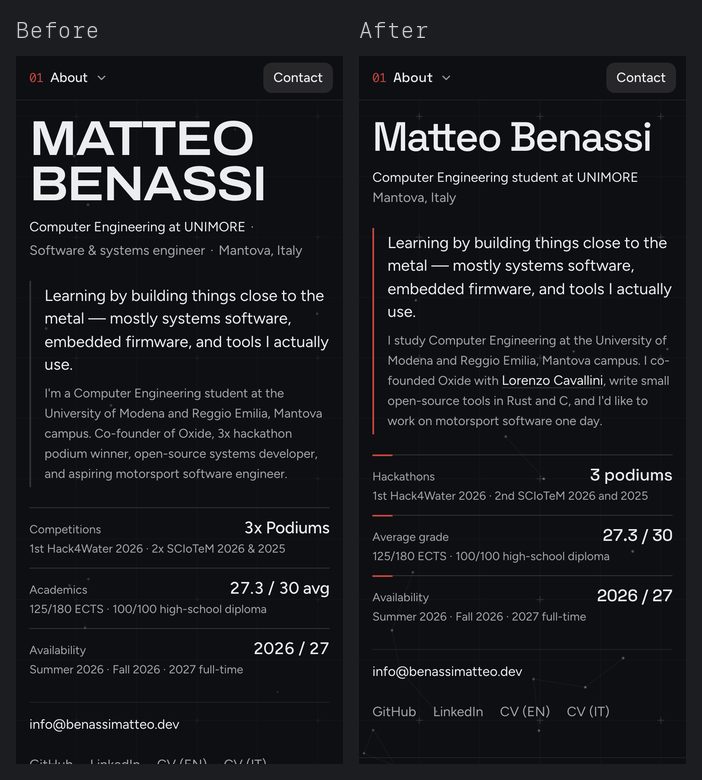 Before
01 About
Contact
MATTEO
BENASSI
Computer Engineering at UNIMORE ·
Software & systems engineer · Mantova, Italy
Learning by building things close to the
metal — mostly systems software,
embedded firmware, and tools I actually
use.
I'm a Computer Engineering student at the
University of Modena and Reggio Emilia, Mantova
campus. Co-founder of Oxide, 3x hackathon
podium winner, open-source systems developer,
and aspiring motorsport software engineer.
Competitions
3x Podiums
1st Hack4Water 2026 · 2x SCIoTeM 2026 & 2025
Academics
27.3 / 30 avg
125/180 ECTS · 100/100 high-school diploma
Availability
2026 / 27
Summer 2026 · Fall 2026 · 2027 full-time
info@benassimatteo.dev
GitHub LinkedIn CV (EN) CV (IT)
After
01 About
Contact
Matteo Benassi
Computer Engineering student at UNIMORE
Mantova, Italy
Learning by building things close to the
metal — mostly systems software,
embedded firmware, and tools I actually
use.
I study Computer Engineering at the University of
Modena and Reggio Emilia, Mantova campus. I co-
founded Oxide with Lorenzo Cavallini, write small
open-source tools in Rust and C, and I'd like to
work on motorsport software one day.
Hackathons
3 podiums
1st Hack4Water 2026 · 2nd SCIoTeM 2026 and 2025
Average grade
27.3 / 30
125/180 ECTS · 100/100 high-school diploma
Availability
2026 / 27
Summer 2026 · Fall 2026 · 2027 full-time
info@benassimatteo.dev
GitHub LinkedIn CV (EN) CV (IT)